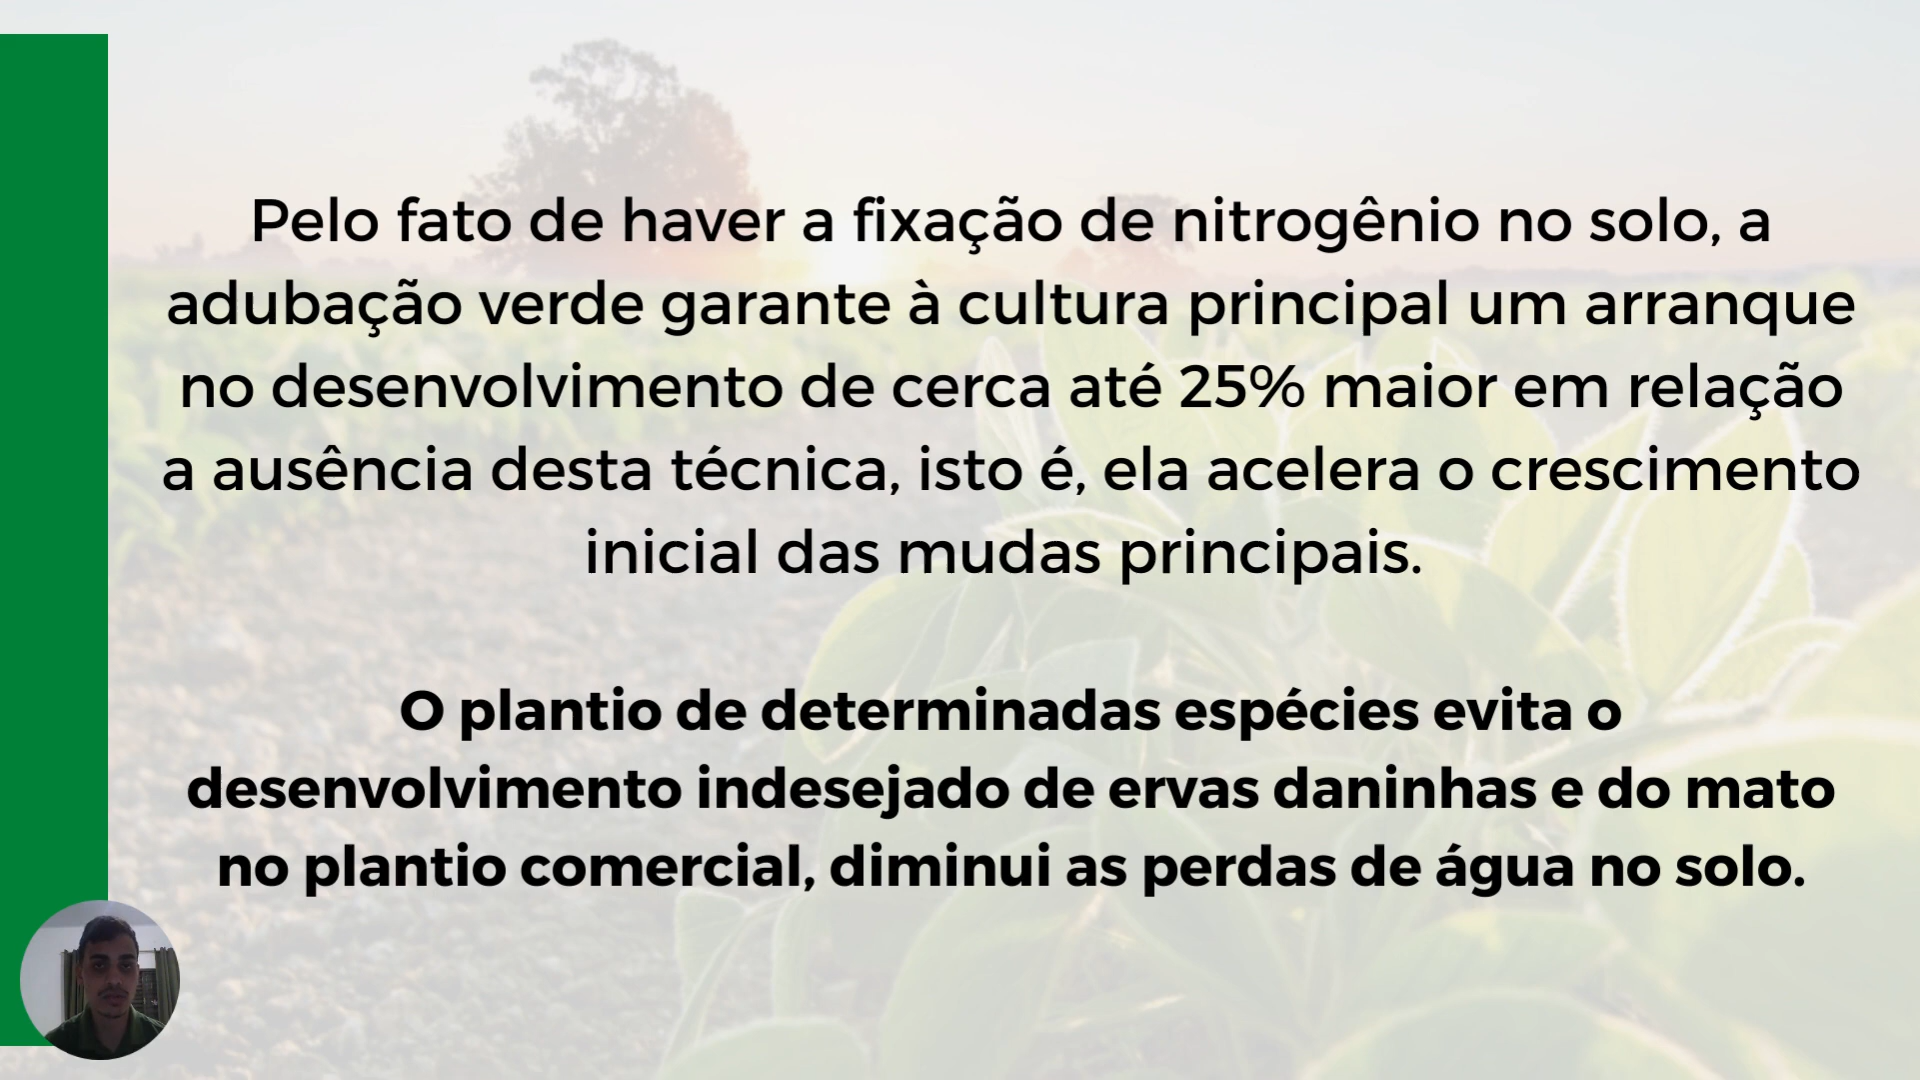 Pelo fato de haver a fixação de nitrogênio no solo, a
adubação verde garante à cultura principal um arranque
no desenvolvimento de cerca até 25% maior em relação
a ausência desta técnica, isto é, ela acelera o crescimento
inicial das mudas principais.
O plantio de determinadas espécies evita o
desenvolvimento indesejado de ervas daninhas e do mato
no plantio comercial, diminui as perdas de água no solo.